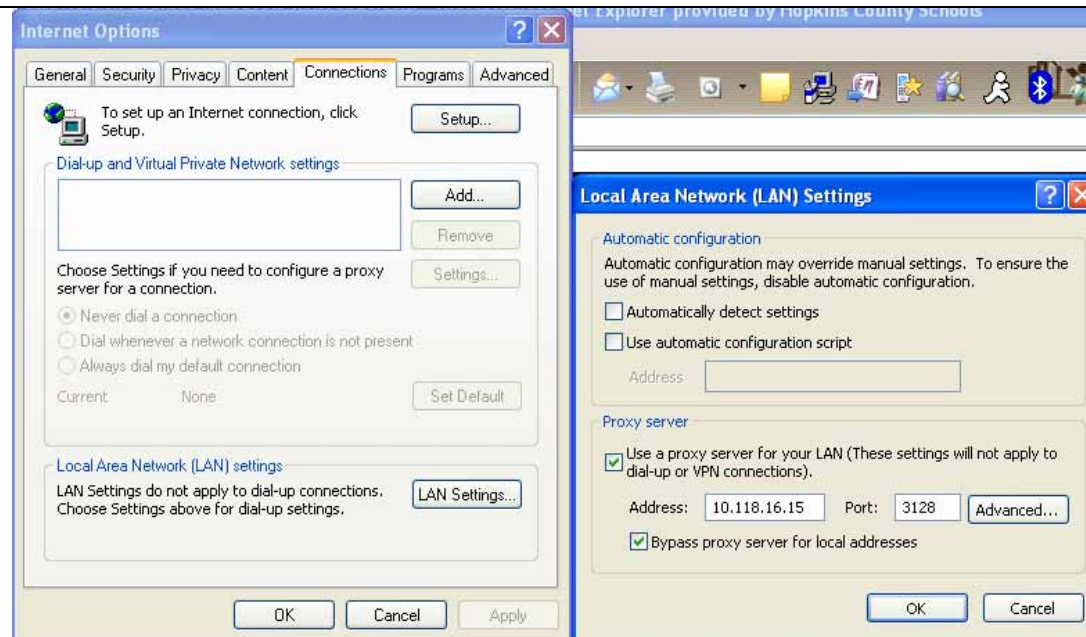 et Explorer provided by Hopkins County Schools
Internet Options
General Security Privacy Content Connections Programs Advanced
To set up an Internet connection, click
Setup.
Setup...
Dial-up and Virtual Private Network settings
Add...
Remove
Choose Settings if you need to configure a proxy
server for a connection.
Settings...
Never dial a connection
Dial whenever a network connection is not present
Always dial my default connection
Current None
Set Default
Local Area Network (LAN) settings
LAN Settings do not apply to dial-up connections.
Choose Settings above for dial-up settings.
LAN Settings...
OK Cancel Apply
Local Area Network (LAN) Settings
Automatic configuration
Automatic configuration may override manual settings. To ensure the
use of manual settings, disable automatic configuration.
Automatically detect settings
Use automatic configuration script
Address
Proxy server
Use a proxy server for your LAN (These settings will not apply to
dial-up or VPN connections).
Address: 10.118.16.15 Port: 3128 Advanced...
Bypass proxy server for local addresses
OK Cancel